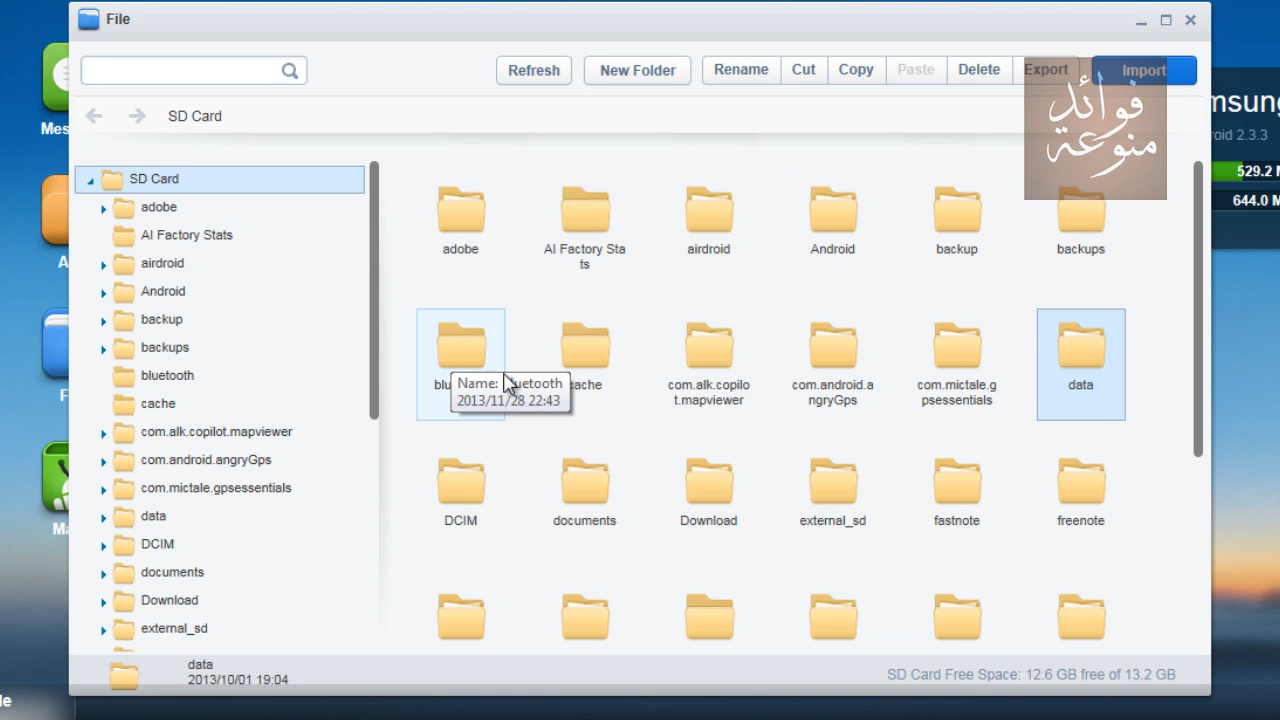 File
Refresh
New Folder
Rename
Cut
Copy
Paste
Delete
Export
Import
فوائد
منوعة
SD Card
Android 2.3.3
529.2 M
644.0 M
SD Card
adobe
AI Factory Stats
airdroid
Android
backup
backups
bluetooth
cache
com.alk.copilot.mapviewer
com.android.angryGps
com.mictale.gpsessentials
data
DCIM
documents
Download
external_sd
adobe
AI Factory Sta
ts
airdroid
Android
backup
backups
Name: bluetooth
2013/11/28 22:43
cache
com.alk.copilo
t.mapviewer
com.android.a
ngryGps
com.mictale.g
psessentials
data
DCIM
documents
Download
external_sd
fastnote
freenote
data
2013/10/01 19:04
SD Card Free Space: 12.6 GB free of 13.2 GB